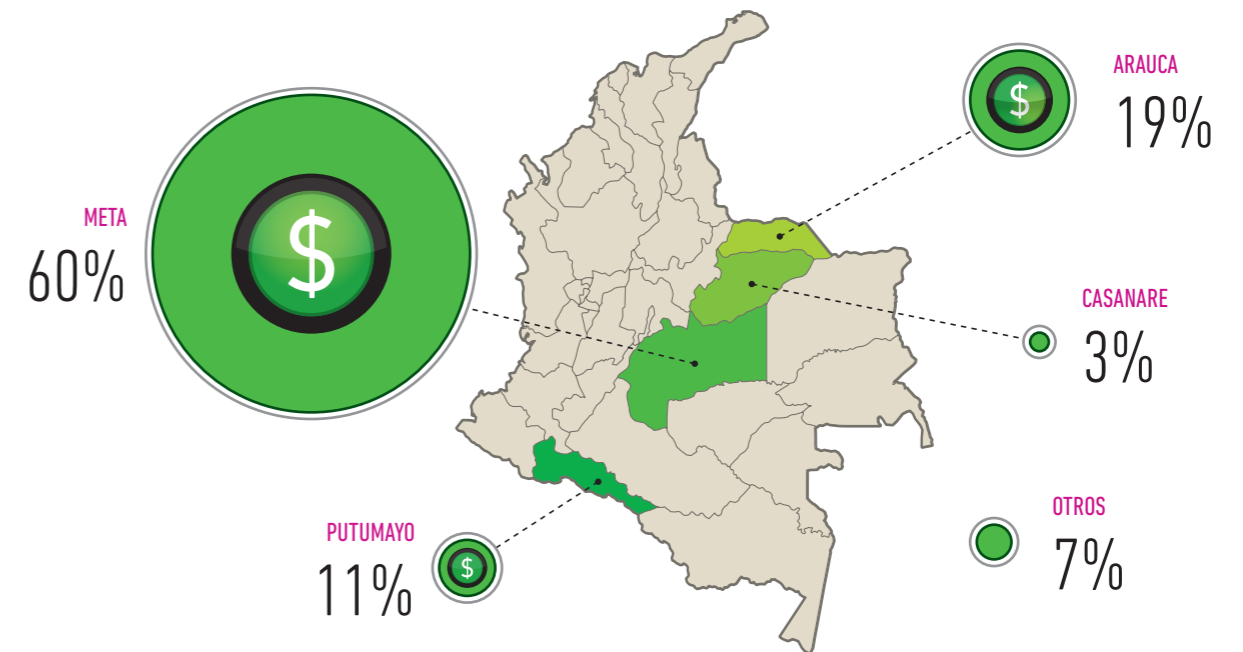 ARAUCA
19%
$
META
60%
$
CASANARE
3%
OTROS
7%
PUTUMAYO
11%
$